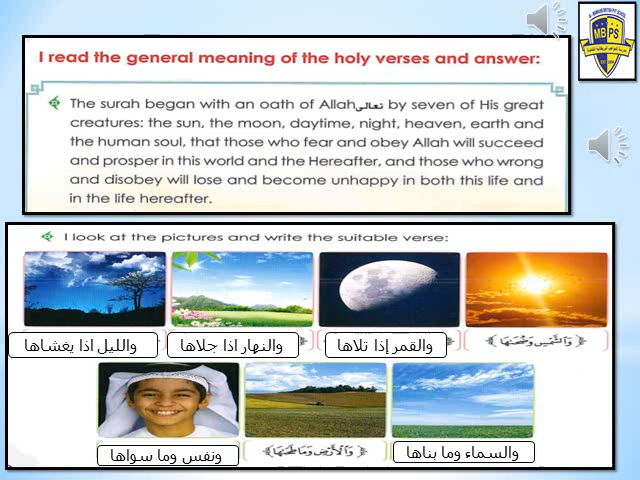 MBPS
I read the general meaning of the holy verses and answer:
The surah began with an oath of Allah تعالى by seven of His great
creatures: the sun, the moon, daytime, night, heaven, earth and
the human soul, that those who fear and obey Allah will succeed
and prosper in this world and the Hereafter, and those who wrong
and disobey will lose and become unhappy in both this life and
in the life hereafter.
I look at the pictures and write the suitable verse:
﴿ وَٱلشَّمْسِ وَضُحَىٰهَا ﴾
والقمر إذا تلاها
والنهار اذا جلاها
والليل اذا يغشاها
والسماء وما بناها
﴿ وَٱلْأَرْضِ وَمَا طَحَىٰهَا ﴾
ونفس وما سواها